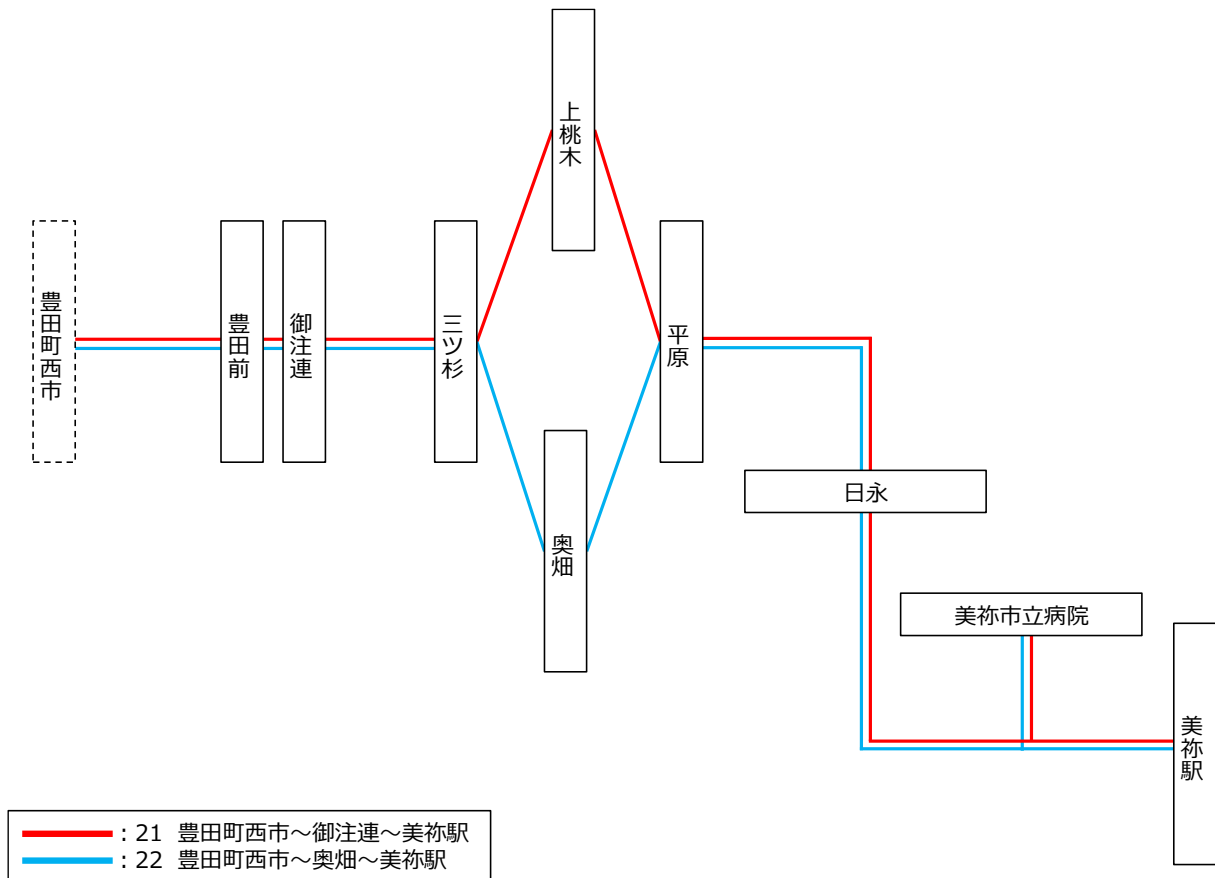 上桃木
豊田町西市
豊田前
御注連
三ツ杉
平原
奥畑
日永
美祢市立病院
美祢駅
：21 豊田町西市～御注連～美祢駅
：22 豊田町西市～奥畑～美祢駅